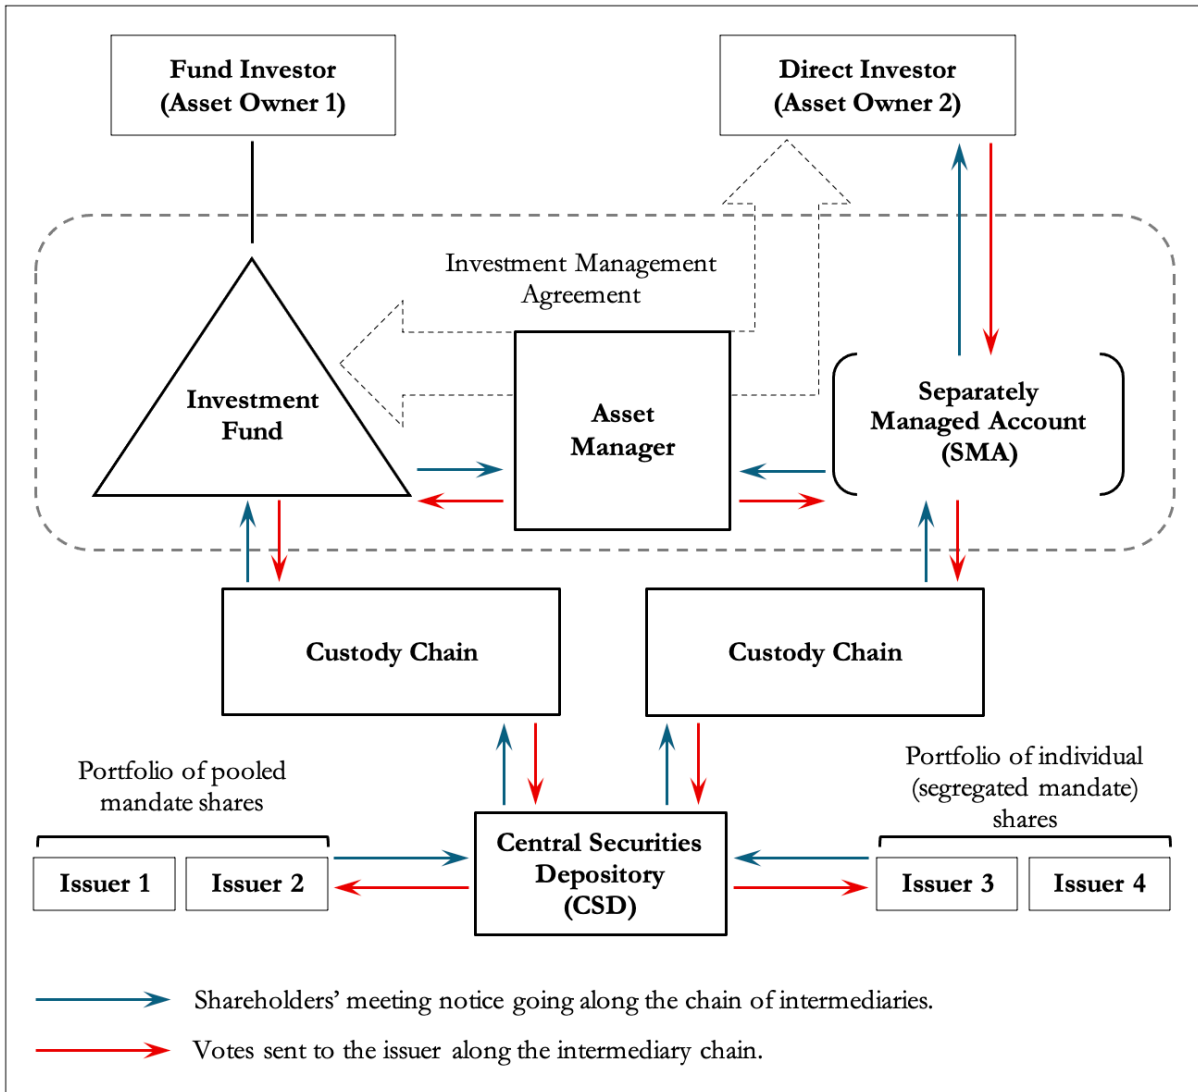 Fund Investor
(Asset Owner 1)
Direct Investor
(Asset Owner 2)
Investment Management
Agreement
Investment
Fund
Asset
Manager
Separately
Managed Account
(SMA)
Custody Chain
Custody Chain
Portfolio of pooled
mandate shares
Portfolio of individual
(segregated mandate)
shares
Central Securities
Depository
(CSD)
Issuer 1
Issuer 2
Issuer 3
Issuer 4
Shareholders’ meeting notice going along the chain of intermediaries.
Votes sent to the issuer along the intermediary chain.